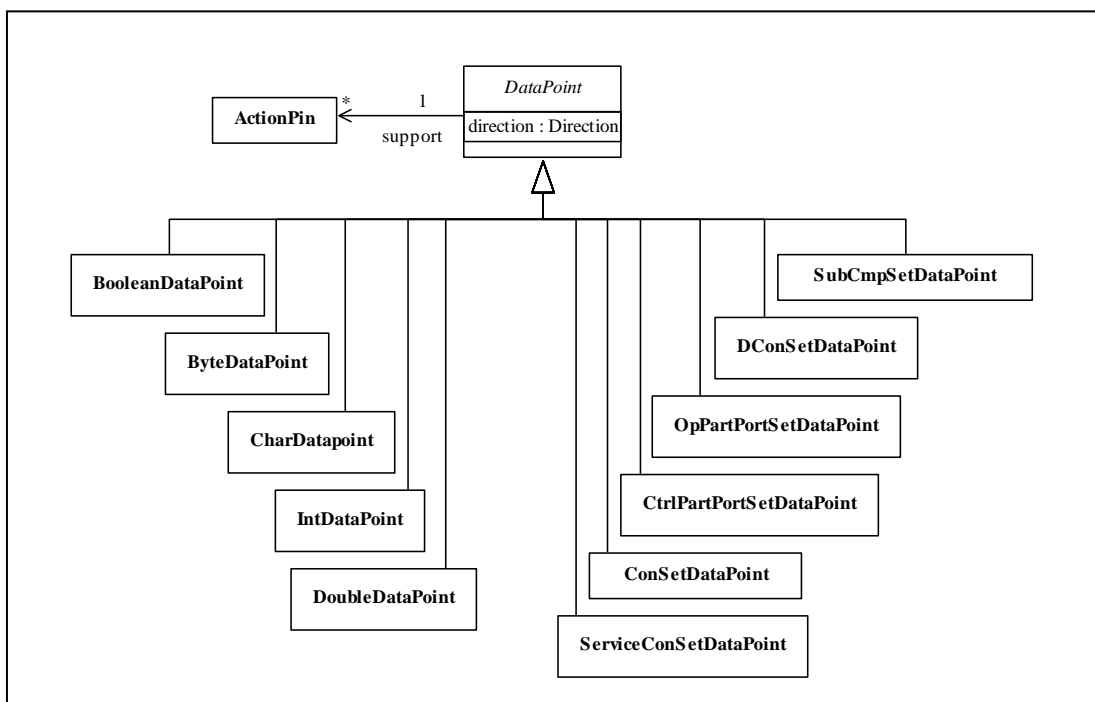 DataPoint
* 1
ActionPin
direction : Direction
support
BooleanDataPoint
SubCmpSetDataPoint
ByteDataPoint
DConSetDataPoint
CharDatapoint
OpPartPortSetDataPoint
IntDataPoint
CtrlPartPortSetDataPoint
DoubleDataPoint
ConSetDataPoint
ServiceConSetDataPoint